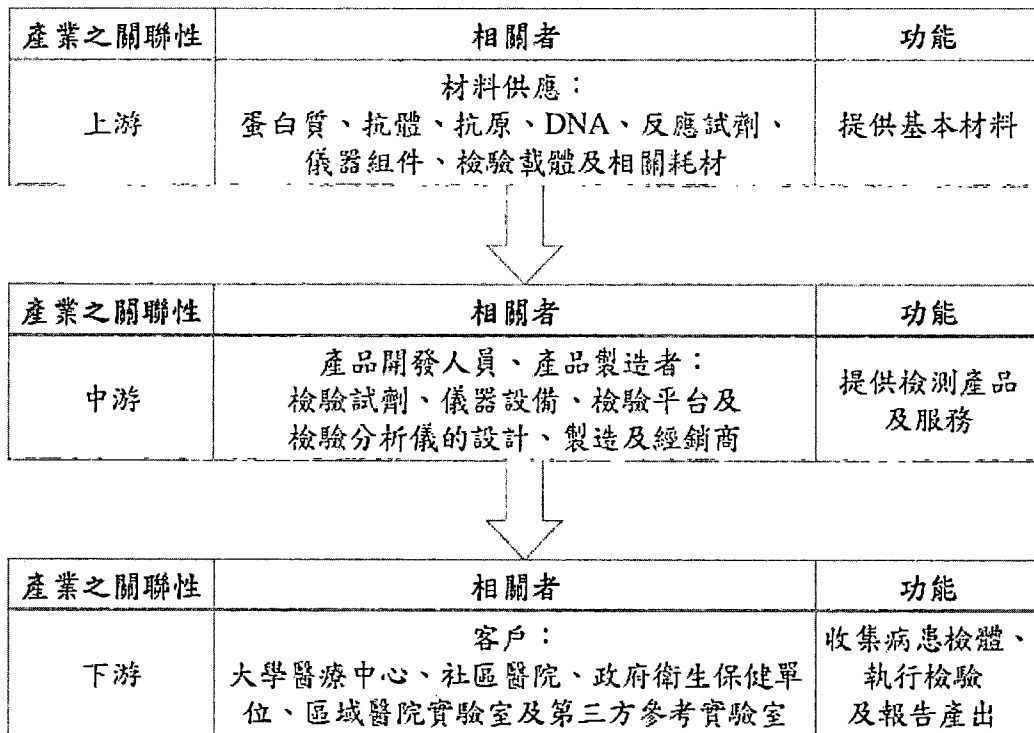 產業之關聯性 相關者 功能
上游
材料供應：
蛋白質、抗體、抗原、DNA、反應試劑、
儀器組件、檢驗載體及相關耗材
提供基本材料
產業之關聯性 相關者 功能
中游
產品開發人員、產品製造者：
檢驗試劑、儀器設備、檢驗平台及
檢驗分析儀的設計、製造及經銷商
提供檢測產品
及服務
產業之關聯性 相關者 功能
下游
客戶：
大學醫療中心、社區醫院、政府衛生保健單
位、區域醫院實驗室及第三方參考實驗室
收集病患檢體、
執行檢驗
及報告產出